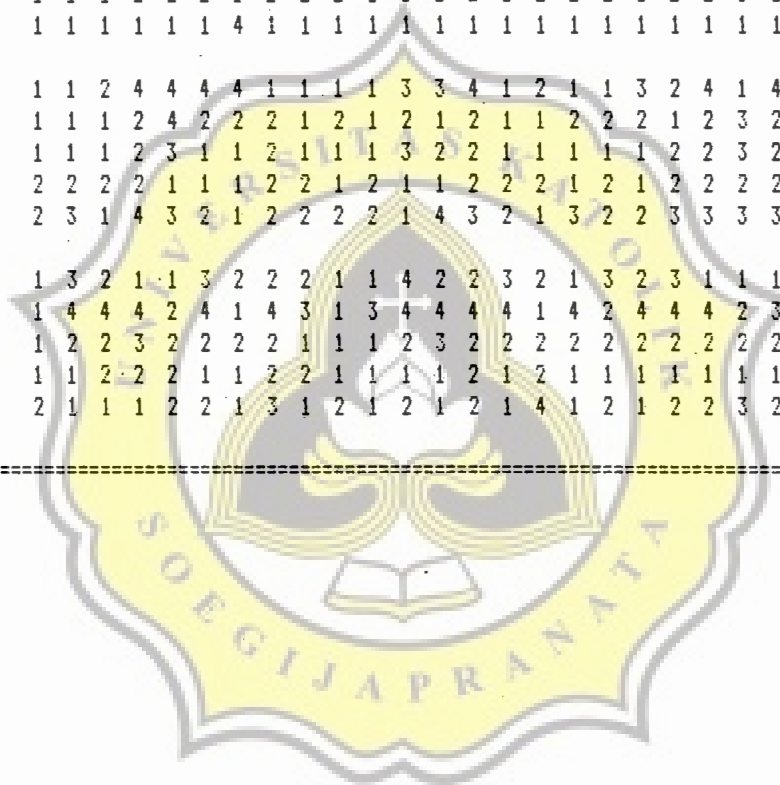 1 1 1 1 1 1 4 1 1 1 1 1 1 1 1 1 1 1 1 1 1 1 1
1 1 2 4 4 4 4 1 1 1 1 3 3 4 1 2 1 1 3 2 4 1 4
1 1 1 2 4 2 2 2 1 2 1 2 1 2 1 1 2 2 2 1 2 3 2
1 1 1 2 3 1 1 2 1 1 1 3 2 2 1 1 1 1 1 2 2 3 2
2 2 2 2 1 1 1 2 2 1 2 1 1 2 2 2 1 2 1 2 2 2 2
2 3 1 4 3 2 1 2 2 2 2 1 4 3 2 1 3 2 2 3 3 3 3
1 3 2 1 1 3 2 2 2 1 1 4 2 2 3 2 1 3 2 3 1 1 1
1 4 4 4 2 4 1 4 3 1 3 4 4 4 4 1 4 2 4 4 4 2 3
1 2 2 3 2 2 2 2 1 1 1 2 3 2 2 2 2 2 2 2 2 2 2
1 1 2 2 2 1 1 2 2 1 1 1 1 2 1 2 1 1 1 1 1 1 1
2 1 1 1 2 2 1 3 1 2 1 2 1 2 1 4 1 2 1 2 2 3 2
UNIVERSITAS KATOLIK
SOEGIJAPRANATA